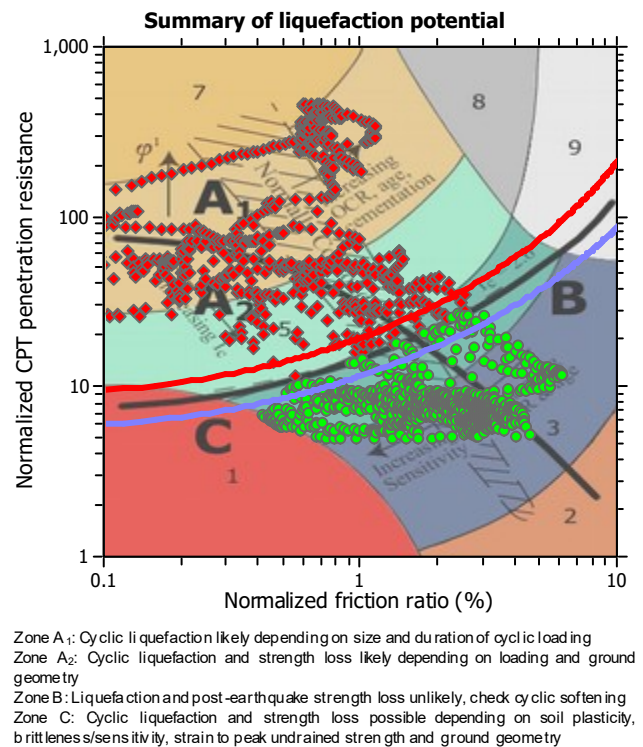 Summary of liquefaction potential
1,000
7
8
9
φ'
A1
Increasing
OCR, age,
Cementation
100
A2
B
5
10
C
Increasing
Sensitivity
3
1
2
1
0.1
1
10
Normalized CPT penetration resistance
Normalized friction ratio (%)
Zone A1: Cyclic liquefaction likely depending on size and duration of cyclic loading
Zone A2: Cyclic liquefaction and strength loss likely depending on loading and ground
geometry
Zone B: Liquefaction and post-earthquake strength loss unlikely, check cyclic softening
Zone C: Cyclic liquefaction and strength loss possible depending on soil plasticity,
brittleness/sensitivity, strain to peak undrained strength and ground geometry